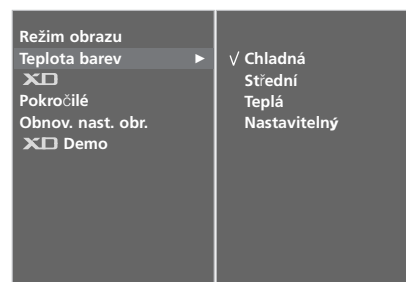 Režim obrazu
Teplota barev ►
XD
Pokročilé
Obnov. nast. obr.
XD Demo
√ Chladná
Střední
Teplá
Nastavitelný